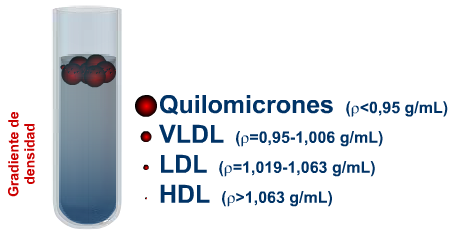 Gradiente de
densidad
Quilomicrones (ρ<0,95 g/mL)
VLDL (ρ=0,95-1,006 g/mL)
LDL (ρ=1,019-1,063 g/mL)
HDL (ρ>1,063 g/mL)